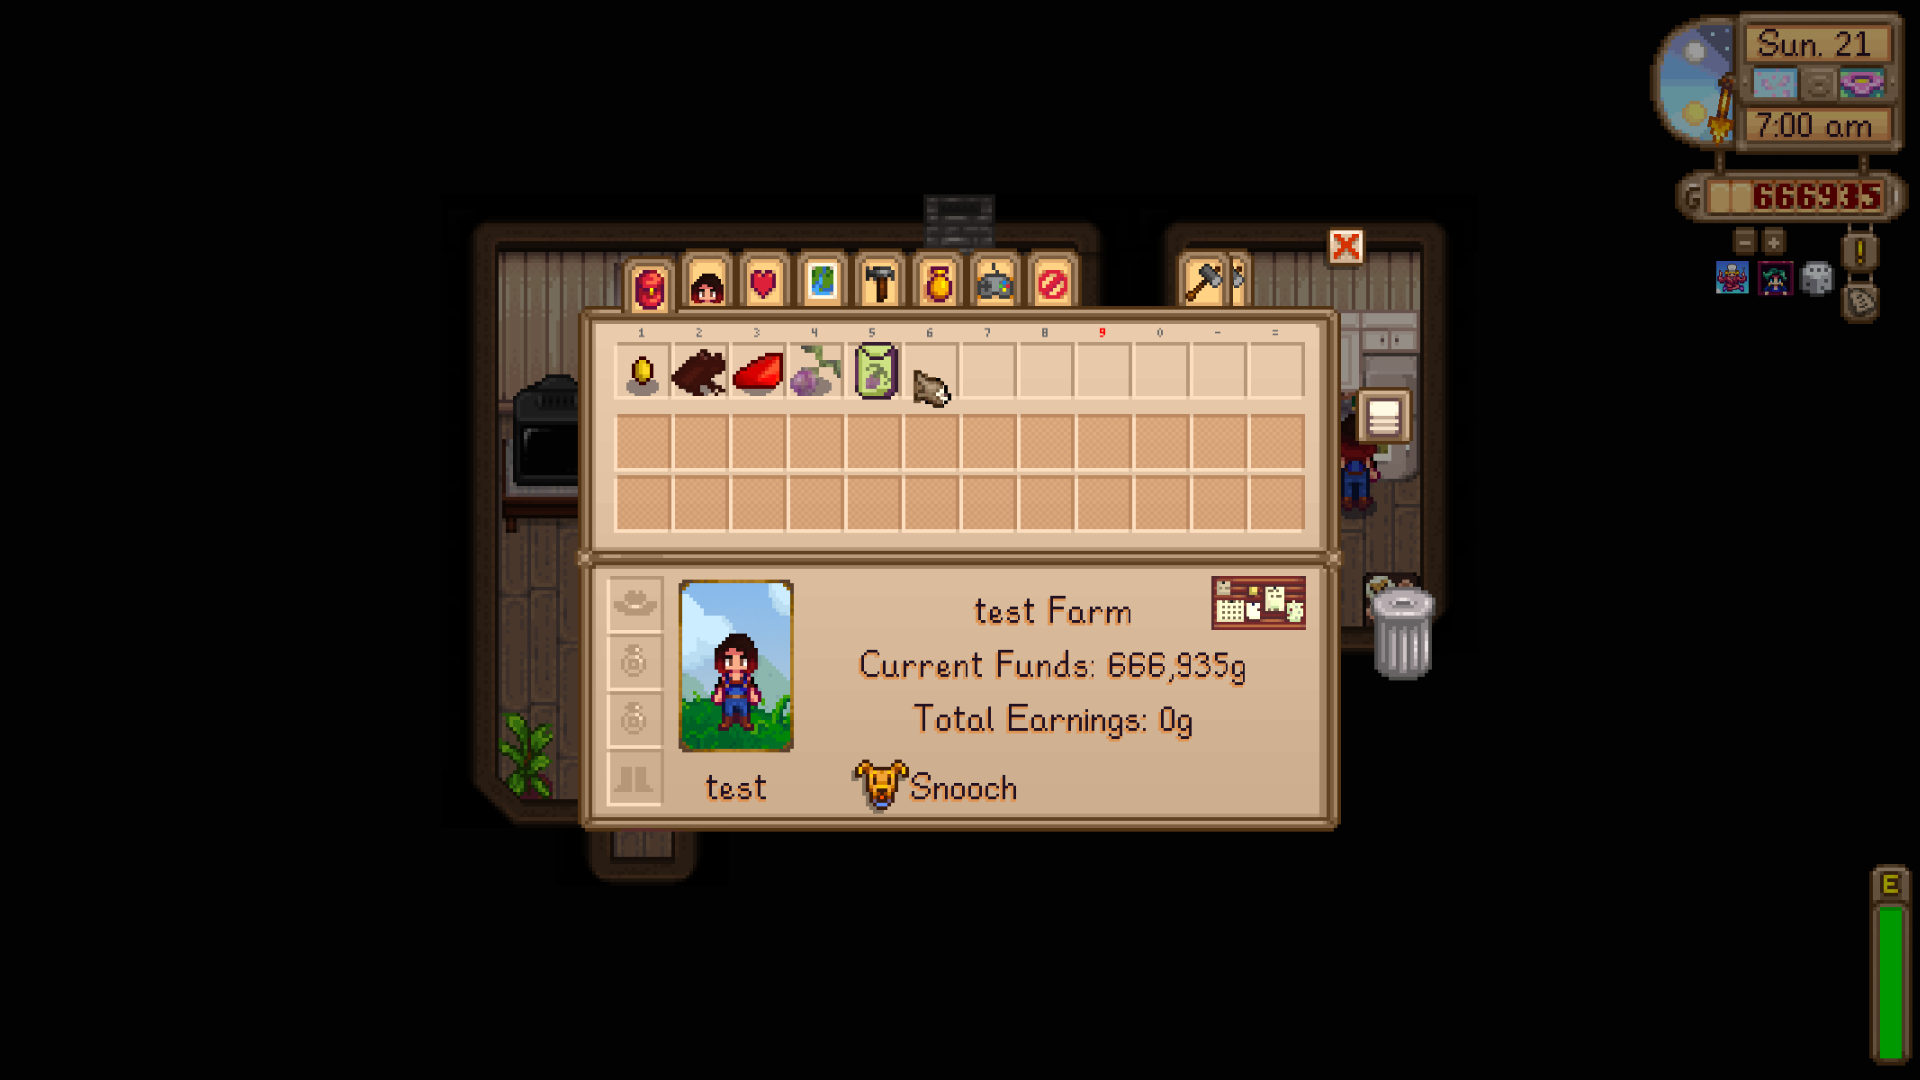 Sun. 21
7:00 am
G 666935
1 2 3 4 5 6 7 8 9 0 - =
test Farm
Current Funds: 666,935g
Total Earnings: 0g
test
Snooch
E